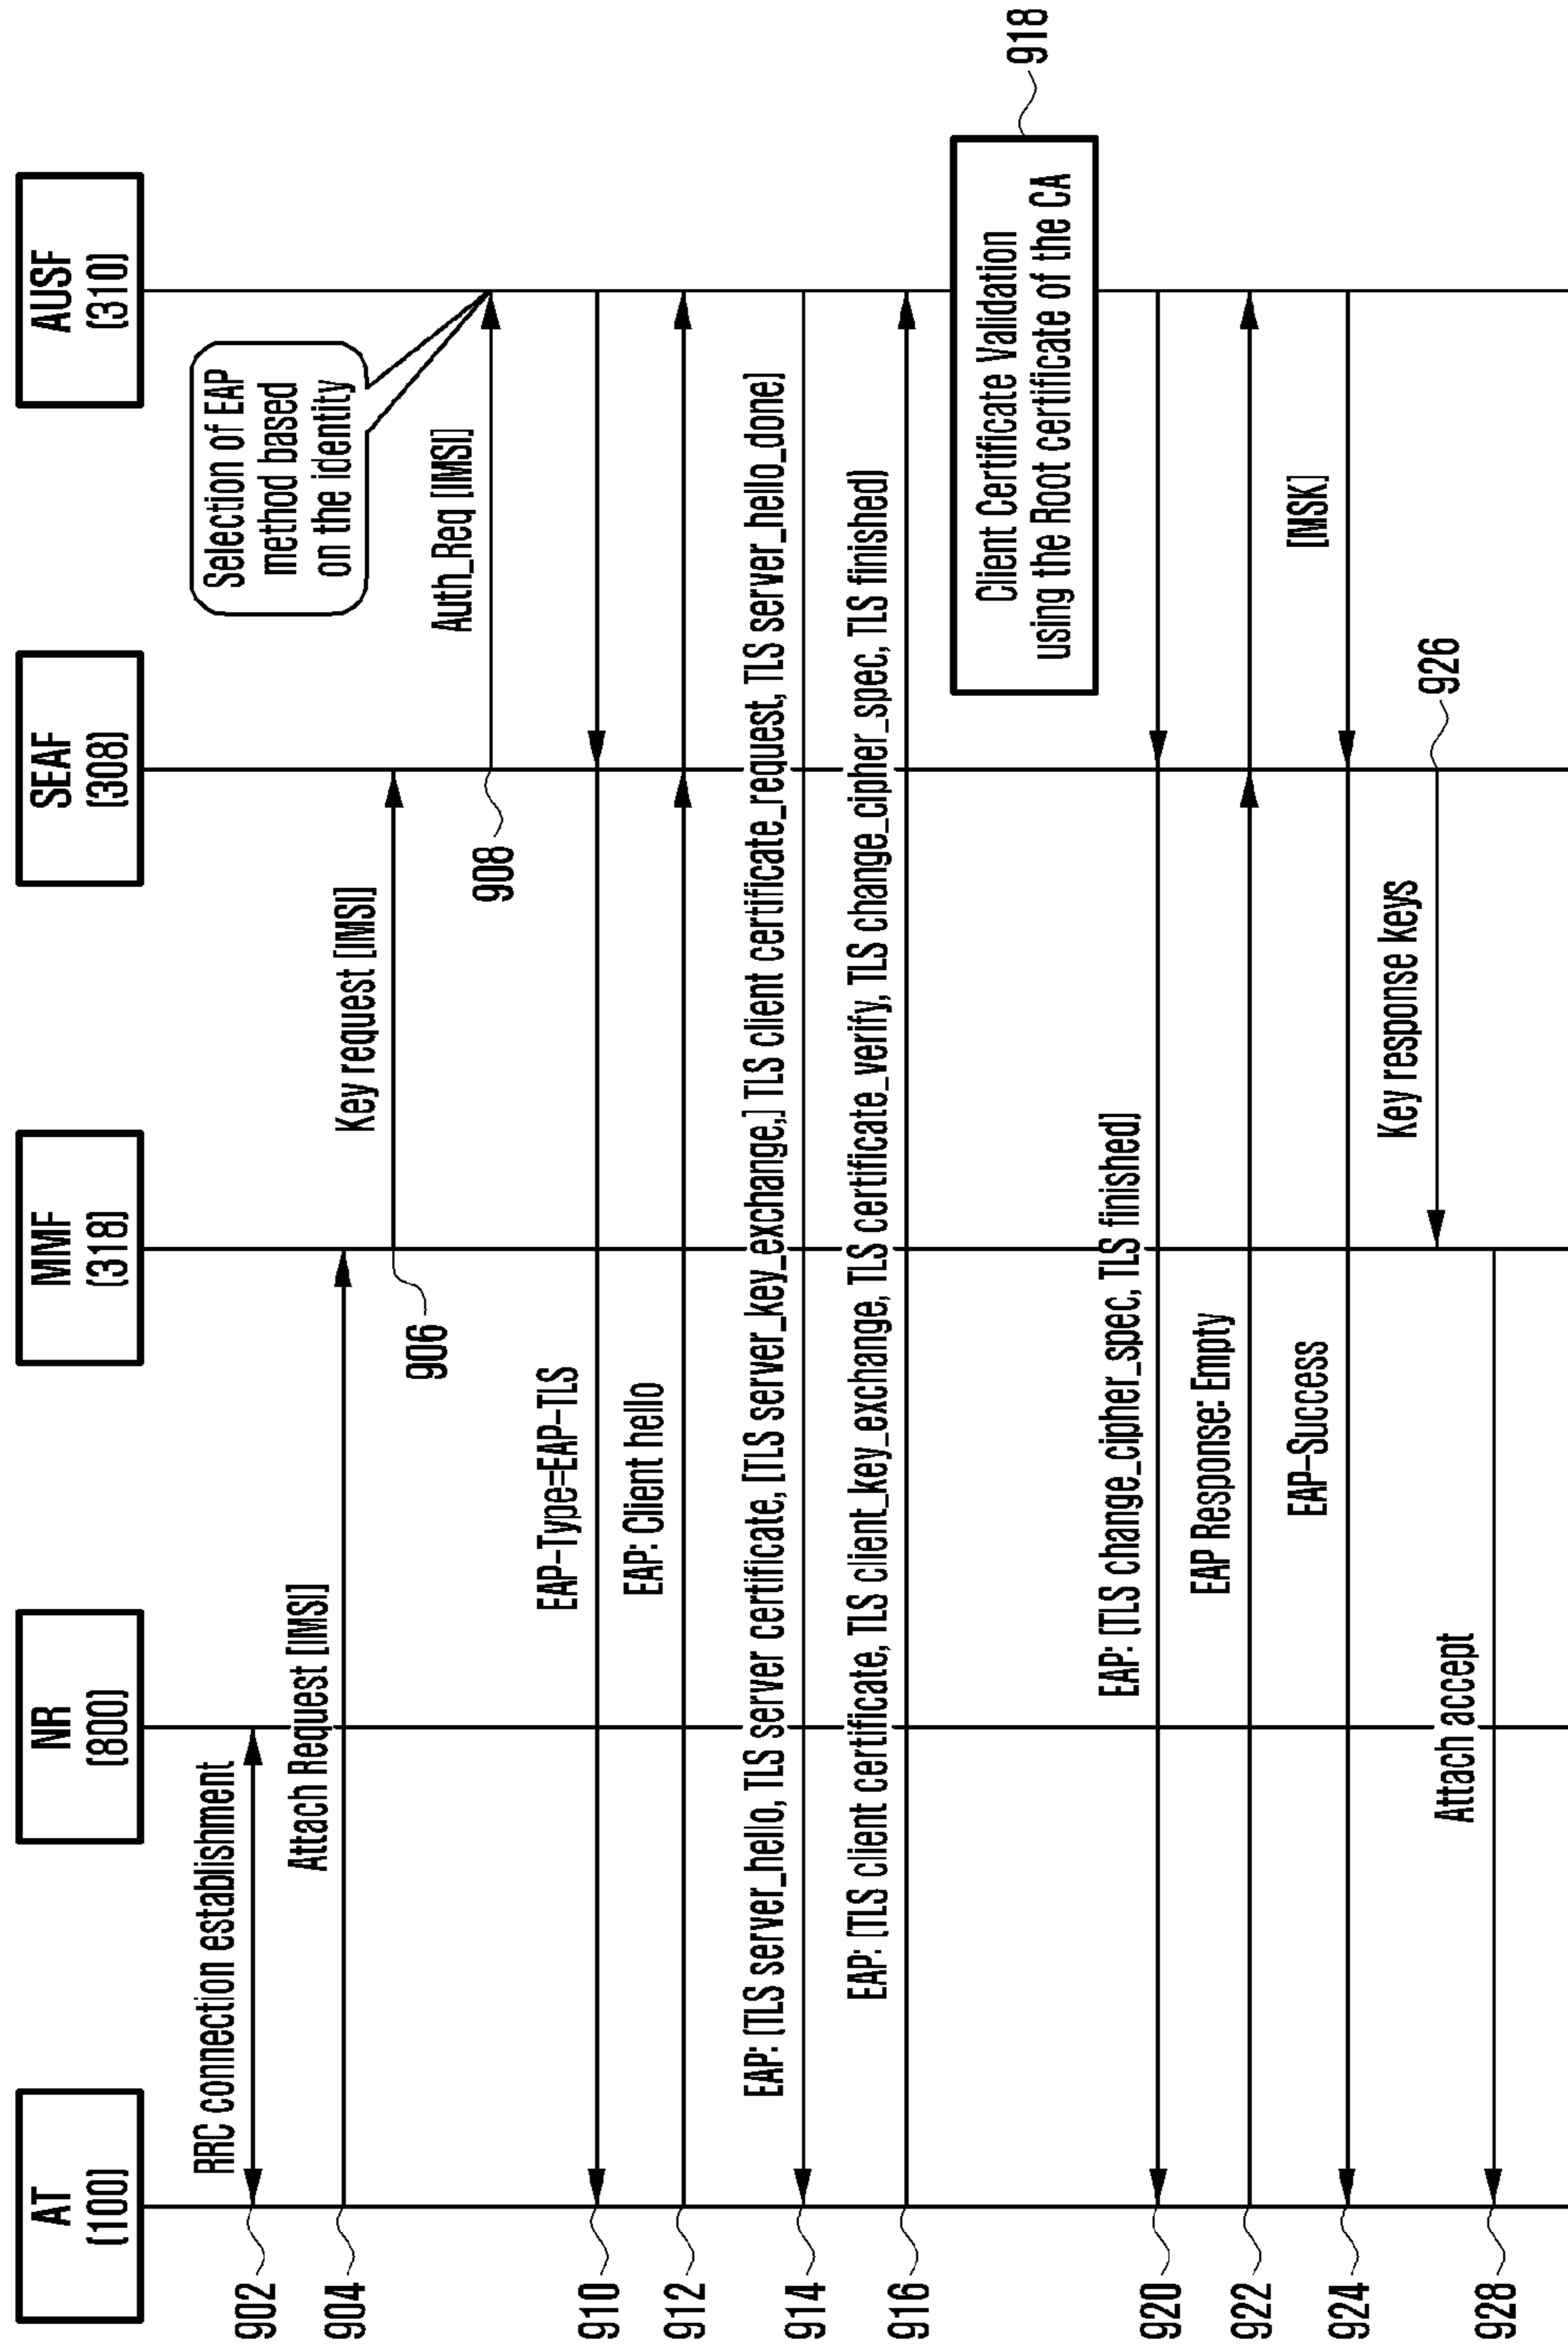 AT
(100)
NR
(800)
MMF
(318)
SEAF
(308)
AUSF
(310)
902
RRC connection establishment
904
Attach Request [IMSI]
Key request [IMSI]
906
Selection of EAP
method based
on the identity
Auth_Req [IMSI]
908
910
EAP-Type=EAP-TLS
912
EAP: Client hello
914
EAP: (TLS server_hello, TLS server certificate, [TLS server_key_exchange,] TLS client certificate_request, TLS server_hello_done]
916
EAP: (TLS client certificate, TLS client_key_exchange, TLS certificate_verify, TLS change_cipher_spec, TLS finished)
Client Certificate Validation
using the Root certificate of the CA
918
920
EAP: (TLS change_cipher_spec, TLS finished]
922
EAP Response: Empty
924
EAP-Success
[MSK]
Key response keys
926
928
Attach accept